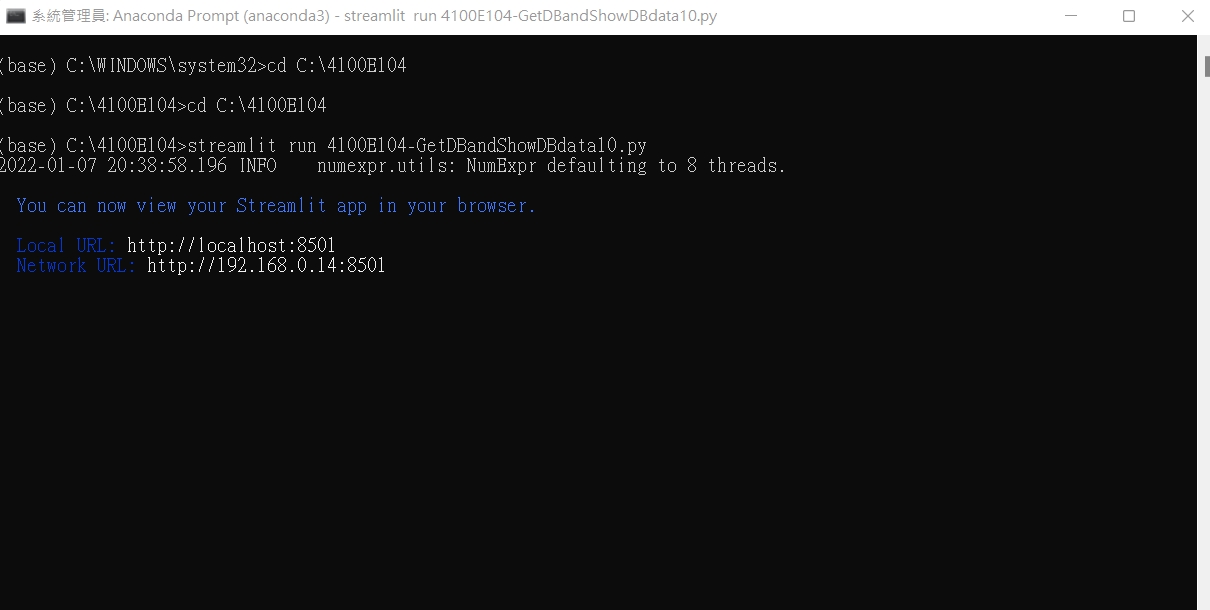 系統管理員: Anaconda Prompt (anaconda3) - streamlit  run 4100E104-GetDBandShowDBdata10.py
(base) C:\WINDOWS\system32>cd C:\4100E104
(base) C:\4100E104>cd C:\4100E104
(base) C:\4100E104>streamlit run 4100E104-GetDBandShowDBdata10.py
2022-01-07 20:38:58.196 INFO    numexpr.utils: NumExpr defaulting to 8 threads.
You can now view your Streamlit app in your browser.
Local URL: http://localhost:8501
Network URL: http://192.168.0.14:8501